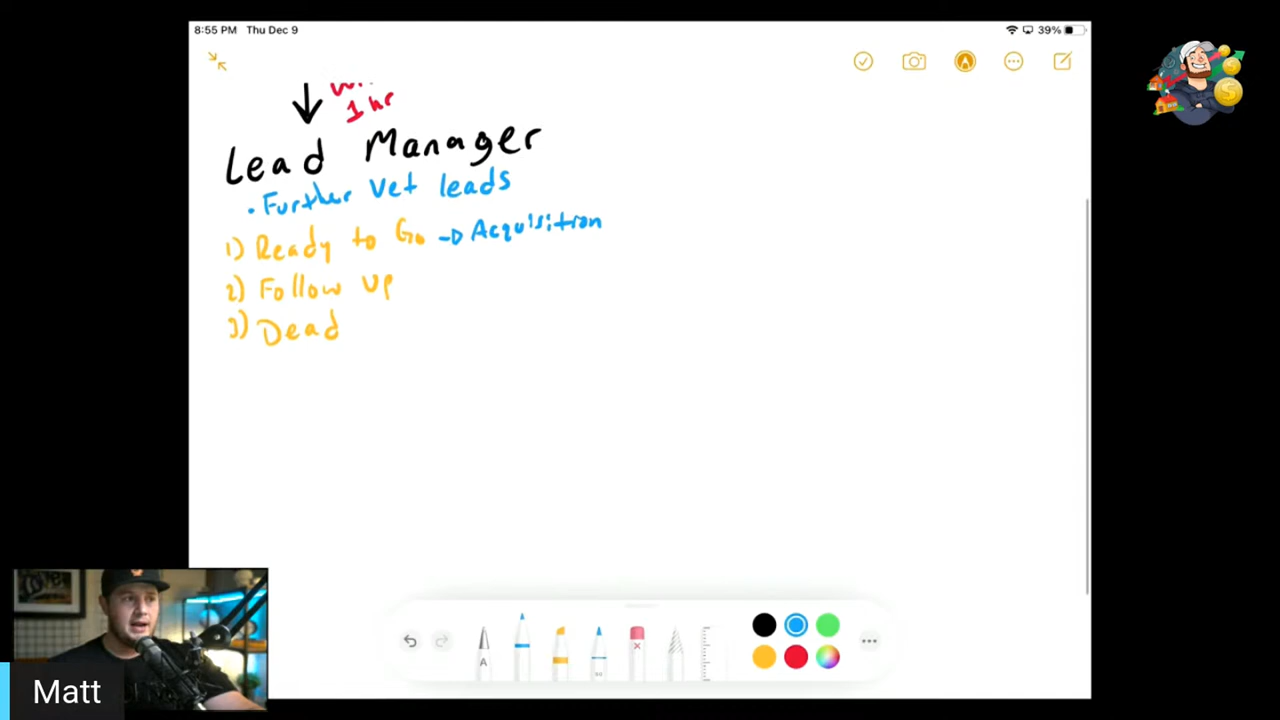 8:55 PM Thu Dec 9
39%
1 hr
Lead Manager
• Further Vet leads
1) Ready to Go → Acquisition
2) Follow up
3) Dead
A
80
Matt